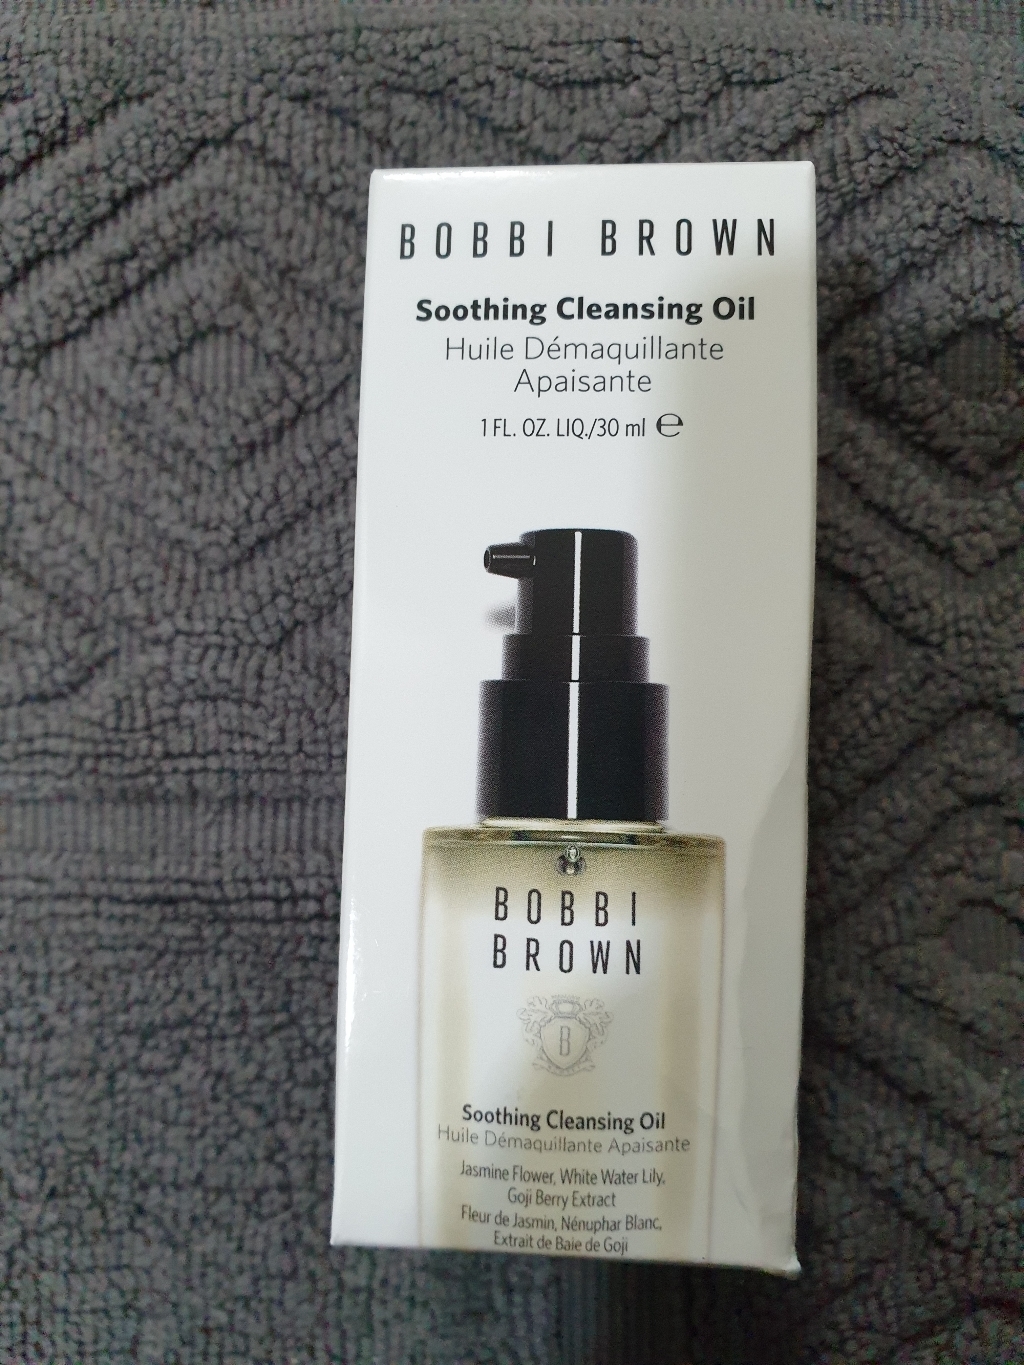 BOBBI BROWN
Soothing Cleansing Oil
Huile Démaquillante
Apaisante
1 FL. OZ. LIQ./30 ml ℮
BOBBI
BROWN
B
Soothing Cleansing Oil
Huile Démaquillante Apaisante
Jasmine Flower, White Water Lily,
Goji Berry Extract
Fleur de Jasmin, Nénuphar Blanc,
Extrait de Baie de Goji